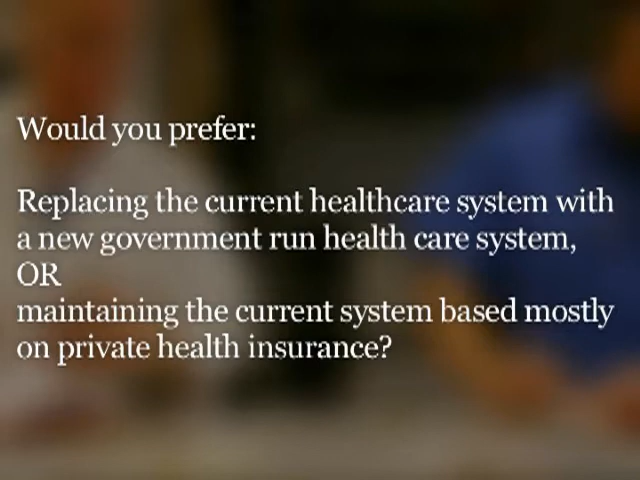 Would you prefer:
Replacing the current healthcare system with
a new government run health care system,
OR
maintaining the current system based mostly
on private health insurance?